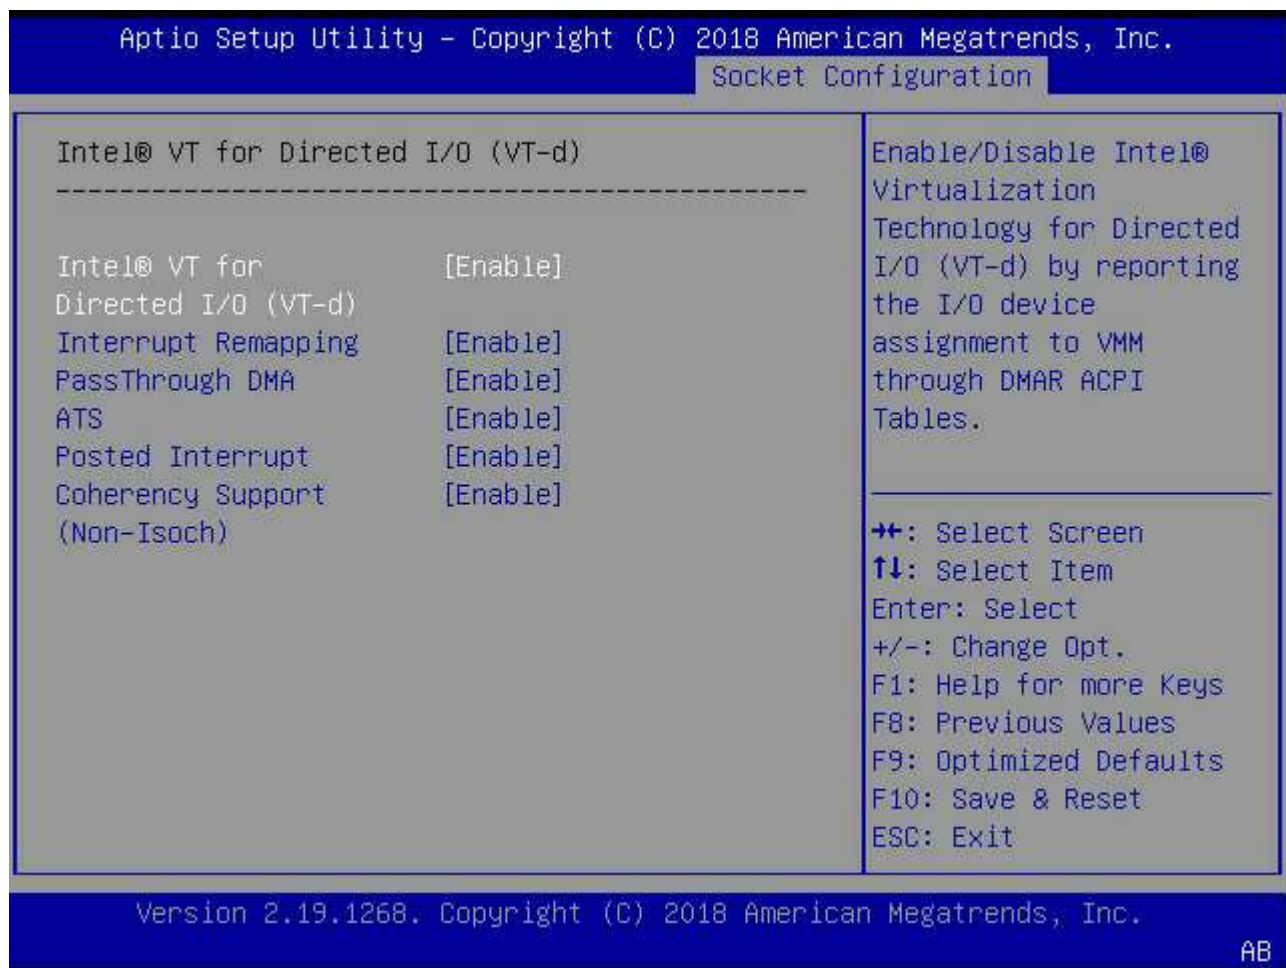 Aptio Setup Utility – Copyright (C) 2018 American Megatrends, Inc.
Socket Configuration
Intel® VT for Directed I/O (VT-d)
------------------------------------------------
Intel® VT for [Enable]
Directed I/O (VT-d)
Interrupt Remapping [Enable]
PassThrough DMA [Enable]
ATS [Enable]
Posted Interrupt [Enable]
Coherency Support [Enable]
(Non-Isoch)
Enable/Disable Intel®
Virtualization
Technology for Directed
I/O (VT-d) by reporting
the I/O device
assignment to VMM
through DMAR ACPI
Tables.
→←: Select Screen
↑↓: Select Item
Enter: Select
+/-: Change Opt.
F1: Help for more Keys
F8: Previous Values
F9: Optimized Defaults
F10: Save & Reset
ESC: Exit
Version 2.19.1268. Copyright (C) 2018 American Megatrends, Inc.
AB